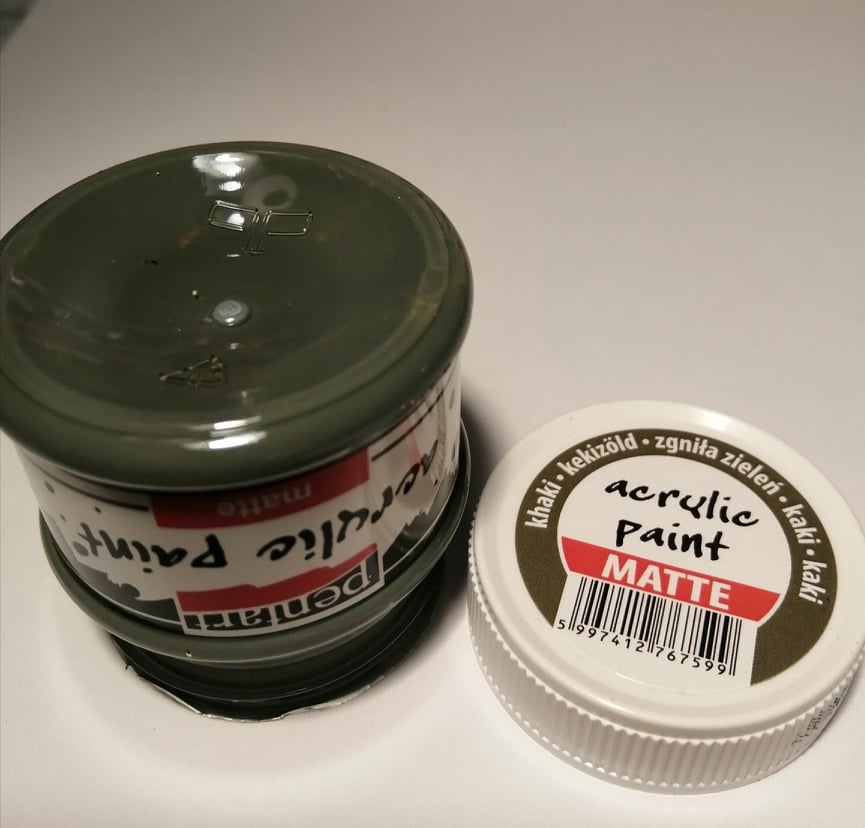 matte
acrylic paint
pentart
khaki • kekizöld • zgniła zieleń • kaki • kaki
acrylic
paint
MATTE
5 997412 767599